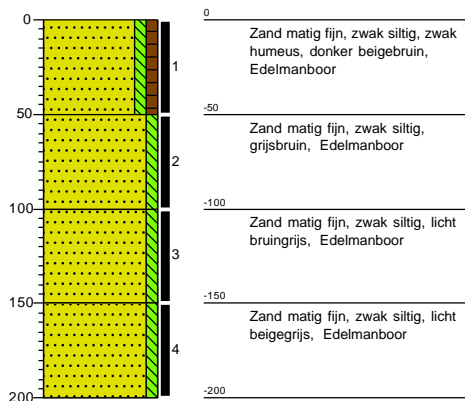 0
50
100
150
200
1
2
3
4
0
Zand matig fijn, zwak siltig, zwak
humeus, donker beigebruin,
Edelmanboor
-50
Zand matig fijn, zwak siltig,
grijsbruin, Edelmanboor
-100
Zand matig fijn, zwak siltig, licht
bruingrijs, Edelmanboor
-150
Zand matig fijn, zwak siltig, licht
beigegrijs, Edelmanboor
-200